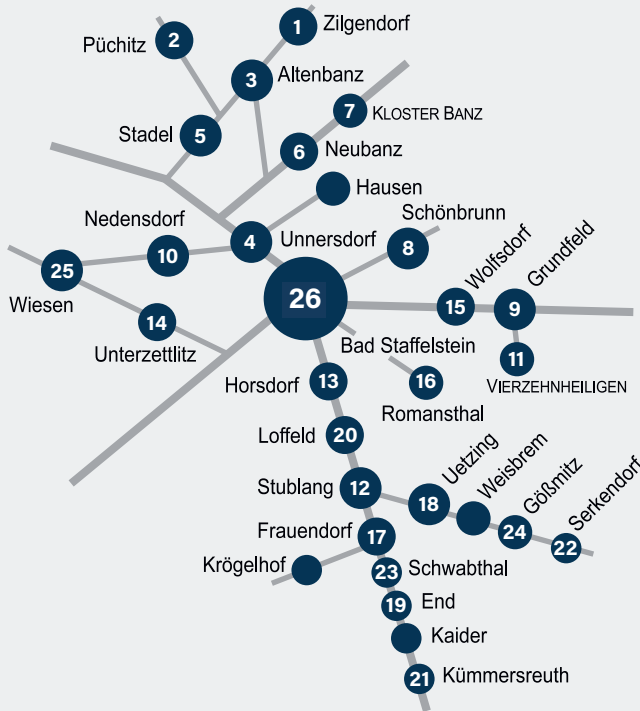 1 Zilgendorf
Püchitz 2
3 Altenbanz
7 KLOSTER BANZ
Stadel 5
6 Neubanz
Hausen
Nedensdorf
10
4 Unnersdorf
Schönbrunn
8
25
Wiesen
14
Unterzettlitz
26
Bad Staffelstein
Wolfsdorf
15
Grundfeld
9
11
VIERZEHNHEILIGEN
16
Romansthal
Horsdorf 13
Loffeld 20
Stublang 12
Uetzing
18
Weisbrem
Gößmitz
24
Serkendorf
22
Frauendorf 17
Krögelhof
23 Schwabthal
19 End
Kaider
21 Kümmersreuth